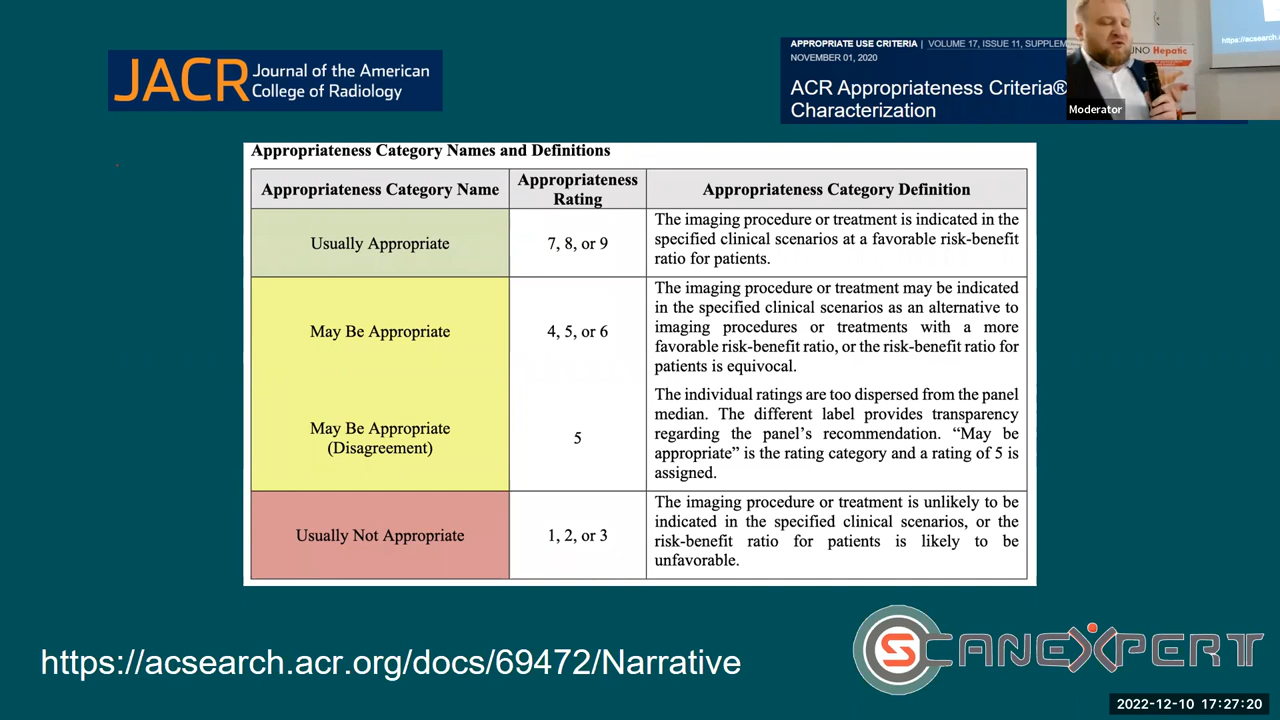 JACR Journal of the American
College of Radiology
APPROPRIATE USE CRITERIA | VOLUME 17, ISSUE 11, SUPPLEM
NOVEMBER 01, 2020
ACR Appropriateness Criteria®
Characterization
https://acsearch.
Hepatic
Moderator
Appropriateness Category Names and Definitions
Appropriateness Category Name
Appropriateness
Rating
Appropriateness Category Definition
Usually Appropriate
7, 8, or 9
The imaging procedure or treatment is indicated in the
specified clinical scenarios at a favorable risk-benefit
ratio for patients.
May Be Appropriate
4, 5, or 6
The imaging procedure or treatment may be indicated
in the specified clinical scenarios as an alternative to
imaging procedures or treatments with a more
favorable risk-benefit ratio, or the risk-benefit ratio for
patients is equivocal.
May Be Appropriate
(Disagreement)
5
The individual ratings are too dispersed from the panel
median. The different label provides transparency
regarding the panel’s recommendation. “May be
appropriate” is the rating category and a rating of 5 is
assigned.
Usually Not Appropriate
1, 2, or 3
The imaging procedure or treatment is unlikely to be
indicated in the specified clinical scenarios, or the
risk-benefit ratio for patients is likely to be
unfavorable.
https://acsearch.acr.org/docs/69472/Narrative
SCANEXPERT
2022-12-10 17:27:20